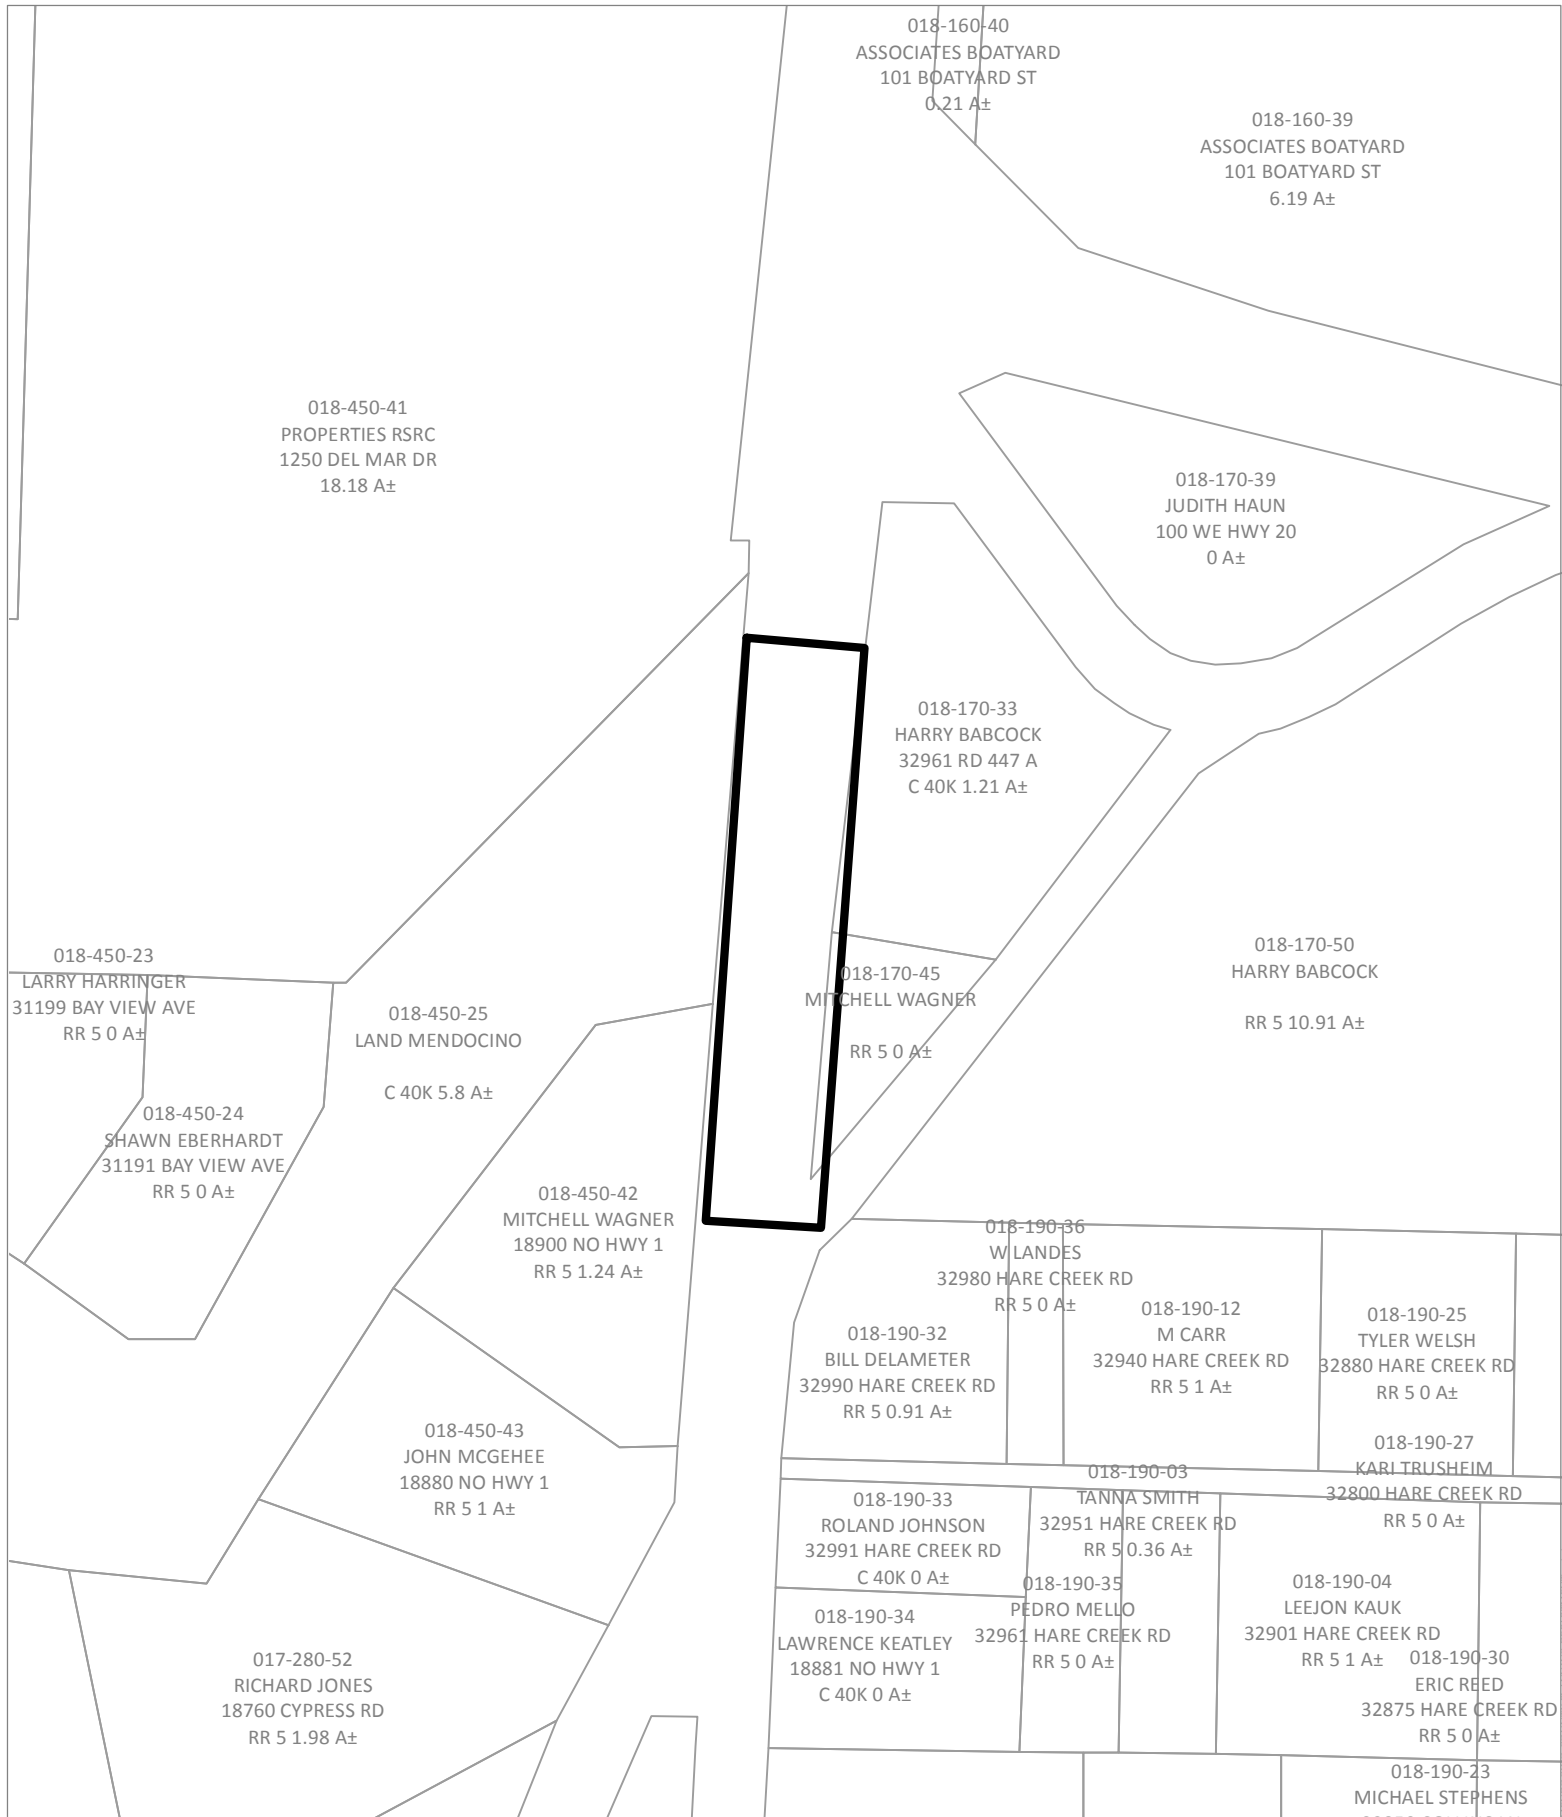 018-160-40
ASSOCIATES BOATYARD
101 BOATYARD ST
0.21 A±
018-160-39
ASSOCIATES BOATYARD
101 BOATYARD ST
6.19 A±
018-450-41
PROPERTIES RSRC
1250 DEL MAR DR
18.18 A±
018-170-39
JUDITH HAUN
100 WE HWY 20
0 A±
018-170-33
HARRY BABCOCK
32961 RD 447 A
C 40K 1.21 A±
018-450-23
LARRY HARRINGER
31199 BAY VIEW AVE
RR 5 0 A±
018-450-25
LAND MENDOCINO
C 40K 5.8 A±
018-170-45
MITCHELL WAGNER
RR 5 0 A±
018-170-50
HARRY BABCOCK
RR 5 10.91 A±
018-450-24
SHAWN EBERHARDT
31191 BAY VIEW AVE
RR 5 0 A±
018-450-42
MITCHELL WAGNER
18900 NO HWY 1
RR 5 1.24 A±
018-190-36
W LANDES
32980 HARE CREEK RD
RR 5 0 A±
018-190-32
BILL DELAMETER
32990 HARE CREEK RD
RR 5 0.91 A±
018-190-12
M CARR
32940 HARE CREEK RD
RR 5 1 A±
018-190-25
TYLER WELSH
32880 HARE CREEK RD
RR 5 0 A±
018-450-43
JOHN MCGEHEE
18880 NO HWY 1
RR 5 1 A±
018-190-27
KARI TRUSHEIM
32800 HARE CREEK RD
RR 5 0 A±
018-190-03
TANNA SMITH
32951 HARE CREEK RD
RR 5 0.36 A±
018-190-33
ROLAND JOHNSON
32991 HARE CREEK RD
C 40K 0 A±
018-190-35
PEDRO MELLO
32961 HARE CREEK RD
RR 5 0 A±
018-190-04
LEEJON KAUK
32901 HARE CREEK RD
RR 5 1 A±
018-190-34
LAWRENCE KEATLEY
18881 NO HWY 1
C 40K 0 A±
017-280-52
RICHARD JONES
18760 CYPRESS RD
RR 5 1.98 A±
018-190-30
ERIC REED
32875 HARE CREEK RD
RR 5 0 A±
018-190-23
MICHAEL STEPHENS